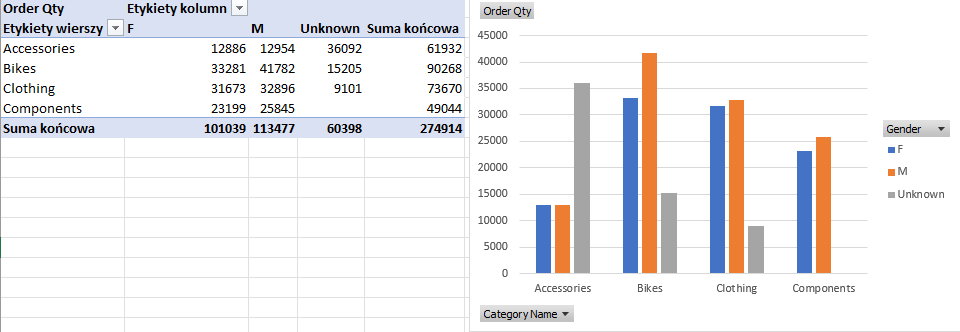 Order Qty Etykiety kolumn
Etykiety wierszy F M Unknown Suma końcowa
Accessories 12886 12954 36092 61932
Bikes 33281 41782 15205 90268
Clothing 31673 32896 9101 73670
Components 23199 25845 49044
Suma końcowa 101039 113477 60398 274914
Order Qty
45000
40000
35000
30000
25000
20000
15000
10000
5000
0
Accessories Bikes Clothing Components
Category Name
Gender
F
M
Unknown